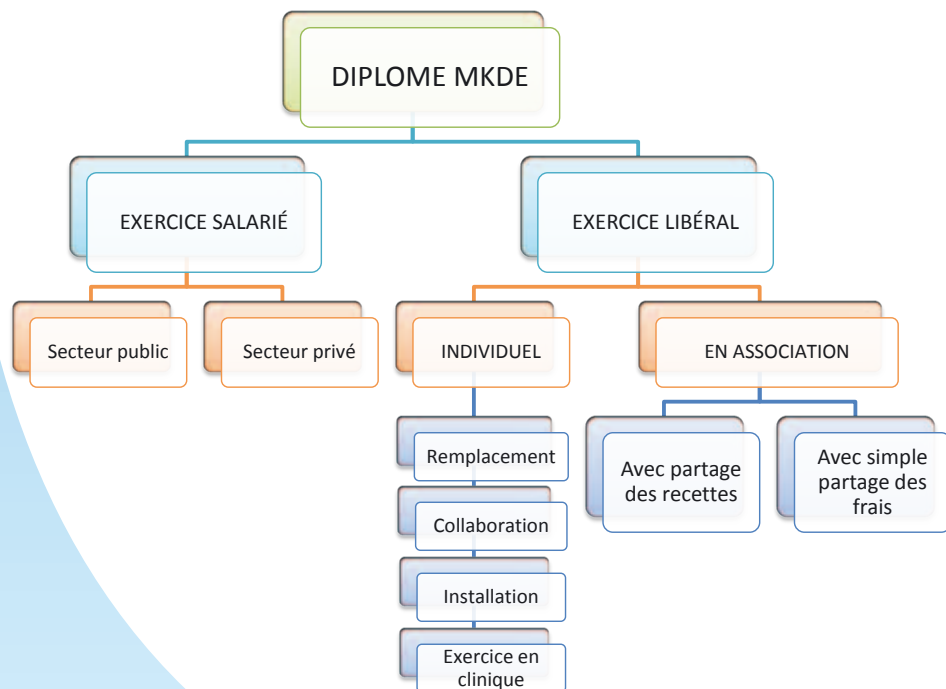 DIPLOME MKDE
EXERCICE SALARIÉ
EXERCICE LIBÉRAL
Secteur public
Secteur privé
INDIVIDUEL
EN ASSOCIATION
Remplacement
Collaboration
Installation
Exercice en
clinique
Avec partage
des recettes
Avec simple
partage des
frais